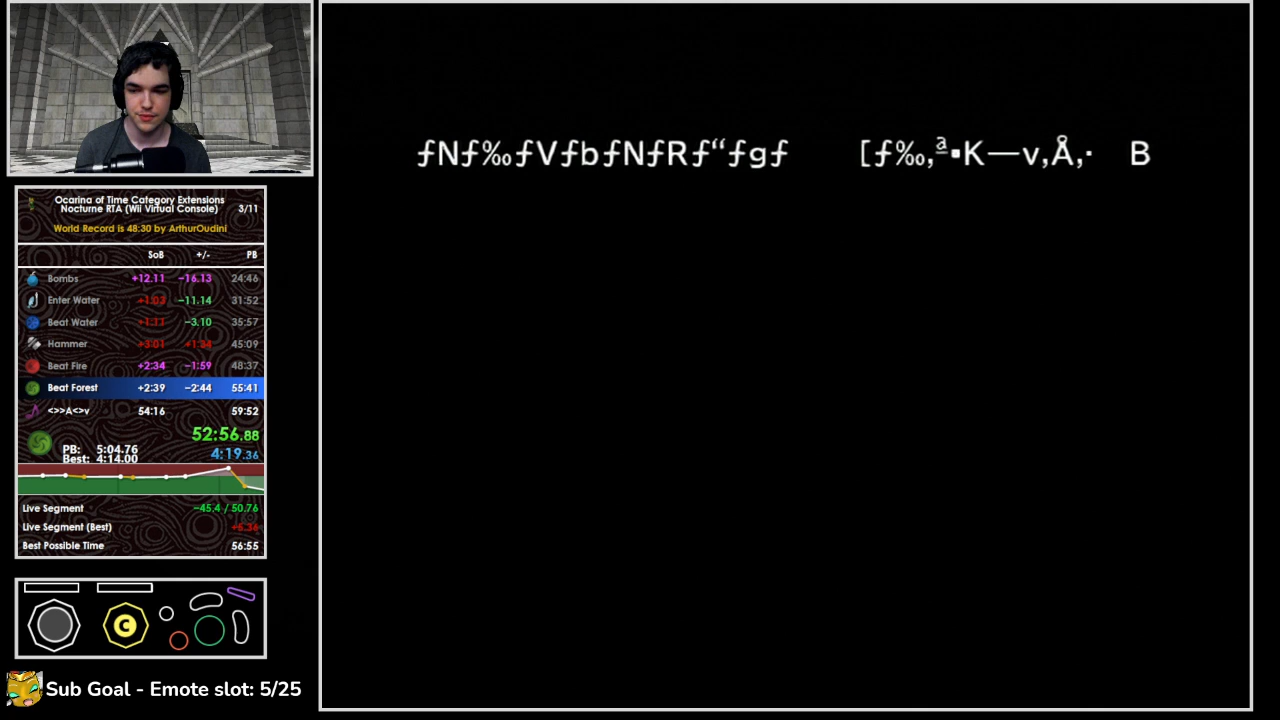 ƒNƒ‰ƒVƒbƒNƒRƒ“ƒgƒ [ƒ‰‚ª•K—v‚Å‚· B
Ocarina of Time Category Extensions
Nocturne RTA (Wii Virtual Console) 3/11
World Record is 48:30 by ArthurOudini
SoB +/- PB
Bombs +12.11 −16.13 24:46
Enter Water +1:03 −11.14 31:52
Beat Water +1:11 −3.10 35:57
Hammer +3:01 +1:34 45:09
Beat Fire +2:34 −1:59 48:37
Beat Forest +2:39 −2:44 55:41
<>>A<>v 54:16 59:52
52:56.88
PB: 5:04.76
Best: 4:14.00
4:19.36
Live Segment −45.4 / 50.76
Live Segment (Best) +5.36
Best Possible Time 56:55
C
Sub Goal - Emote slot: 5/25